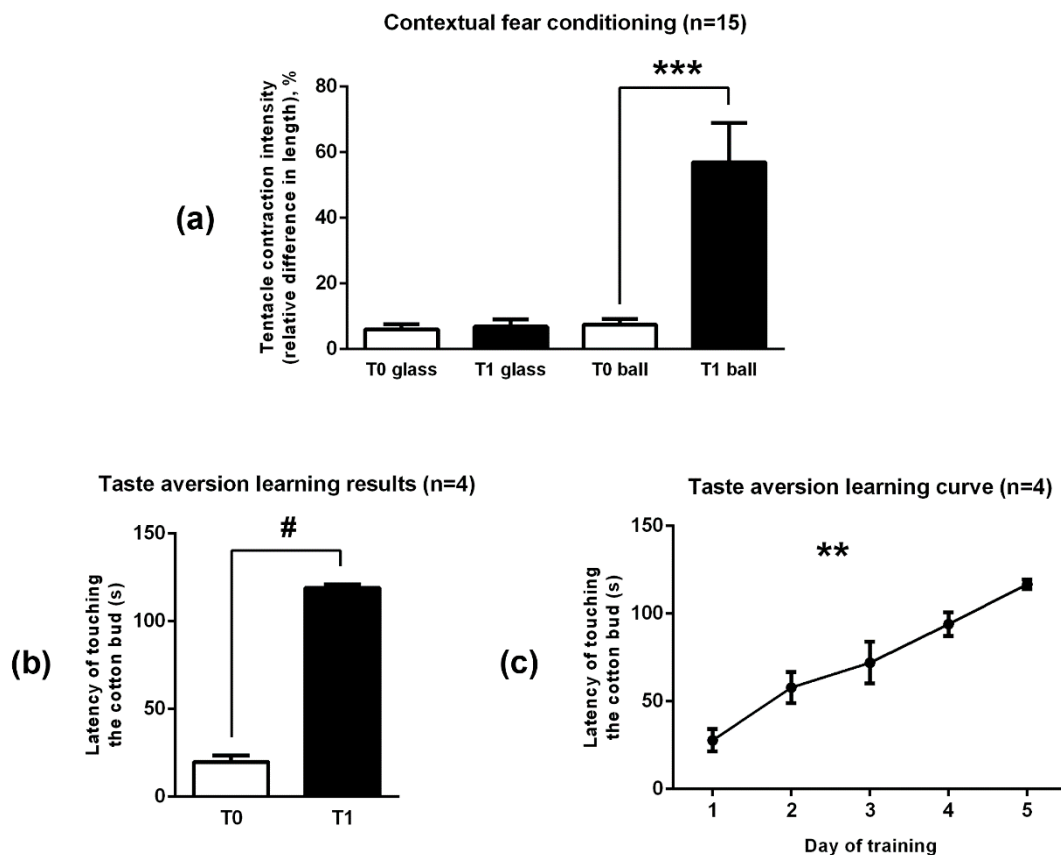 Contextual fear conditioning (n=15)
(a)
Tentacle contraction intensity
(relative difference in length), %
80
60
40
20
0
***
T0 glass T1 glass T0 ball T1 ball
Taste aversion learning results (n=4)
(b)
Latency of touching
the cotton bud (s)
150
100
50
0
#
T0 T1
Taste aversion learning curve (n=4)
(c)
Latency of touching
the cotton bud (s)
150
100
50
0
**
1 2 3 4 5
Day of training